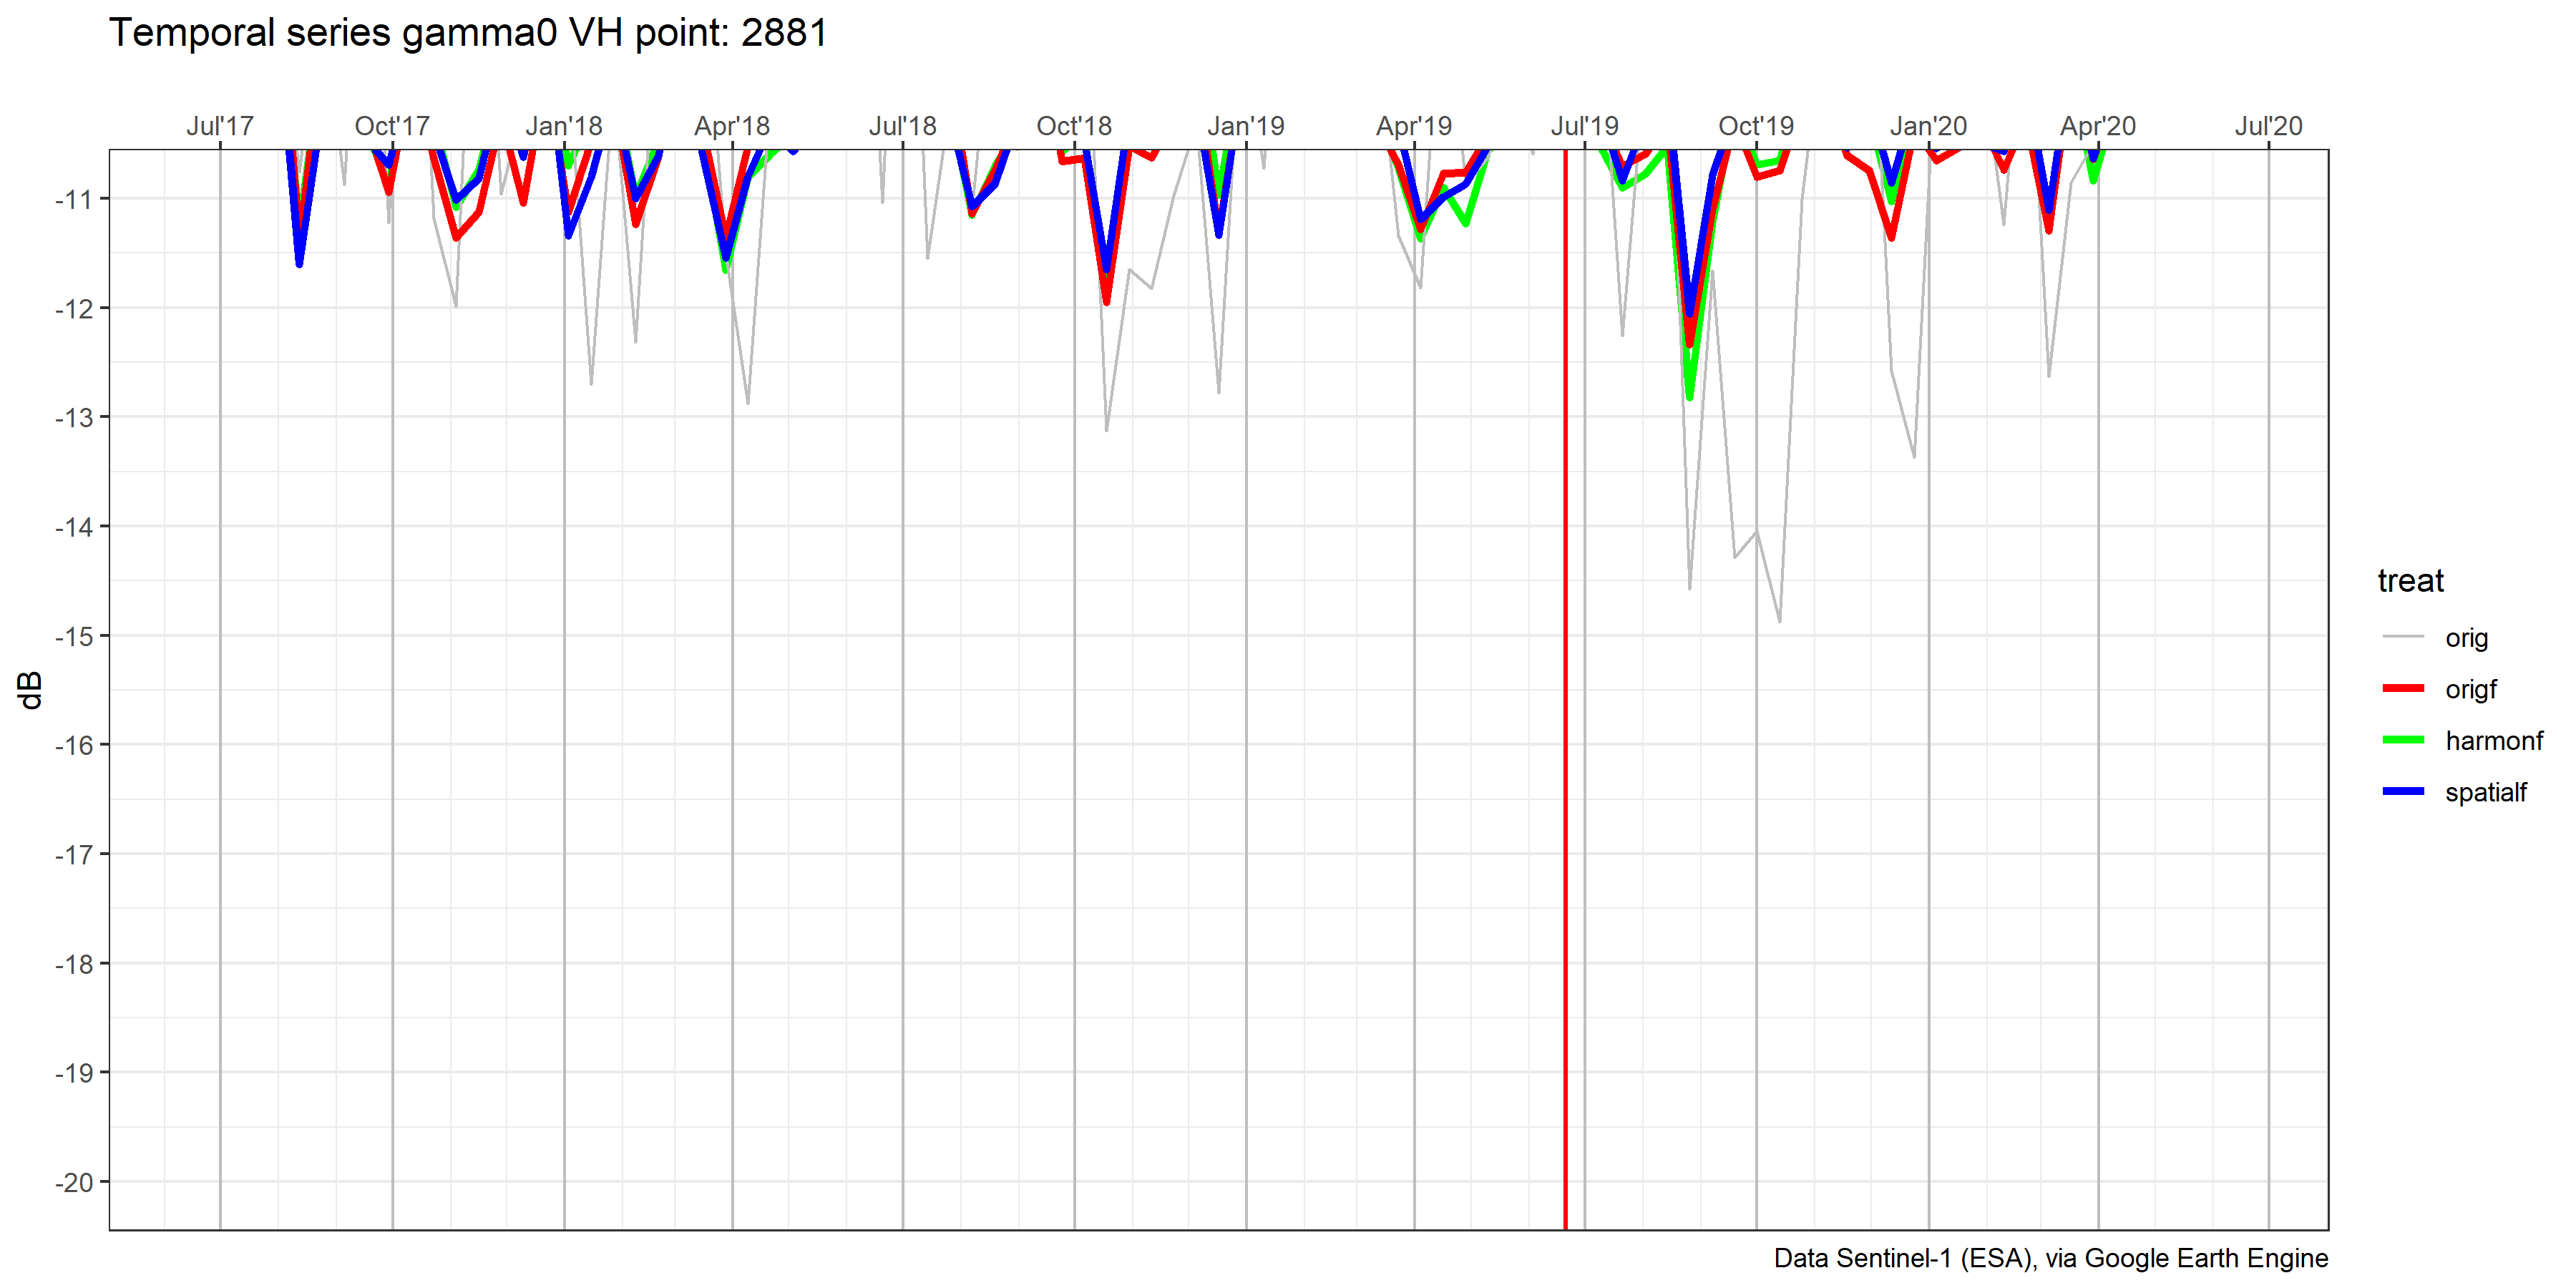 Temporal series gamma0 VH point: 2881
Jul'17 Oct'17 Jan'18 Apr'18 Jul'18 Oct'18 Jan'19 Apr'19 Jul'19 Oct'19 Jan'20 Apr'20 Jul'20
-11
-12
-13
-14
-15
-16
-17
-18
-19
-20
dB
treat
orig
origf
harmonf
spatialf
Data Sentinel-1 (ESA), via Google Earth Engine